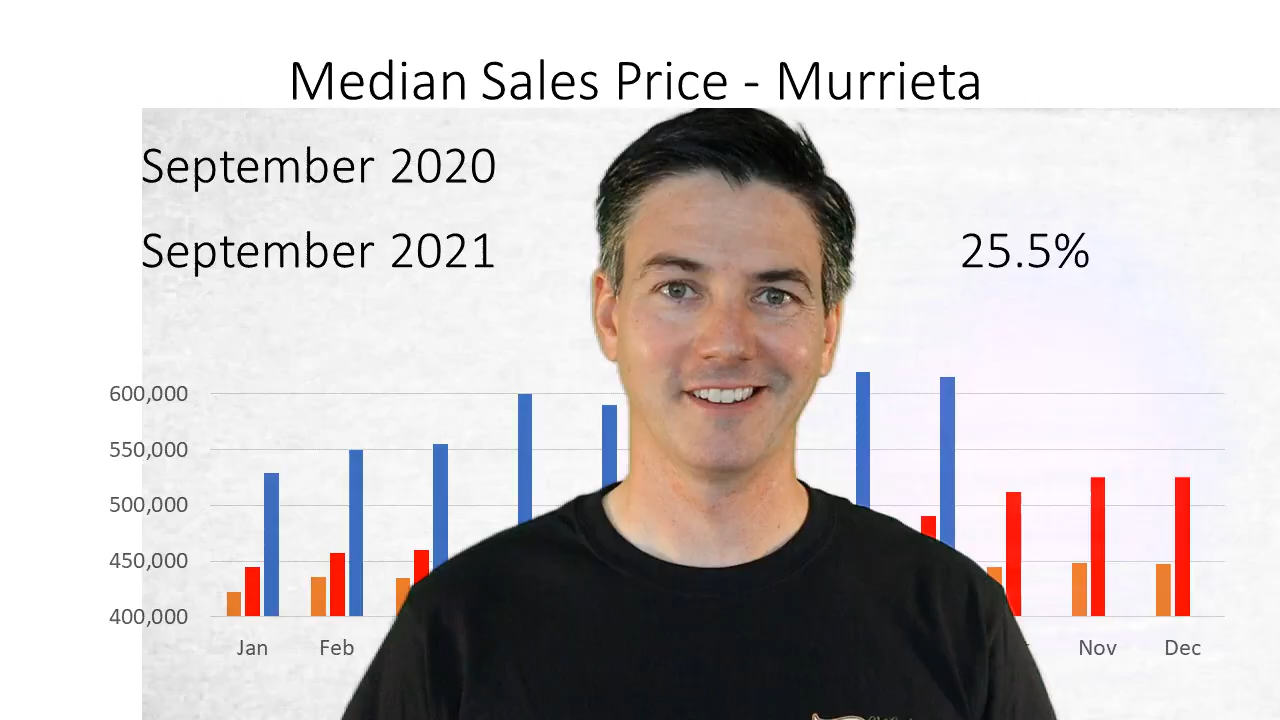 Median Sales Price - Murrieta
September 2020
September 2021 25.5%
600,000
550,000
500,000
450,000
400,000
Jan Feb Nov Dec